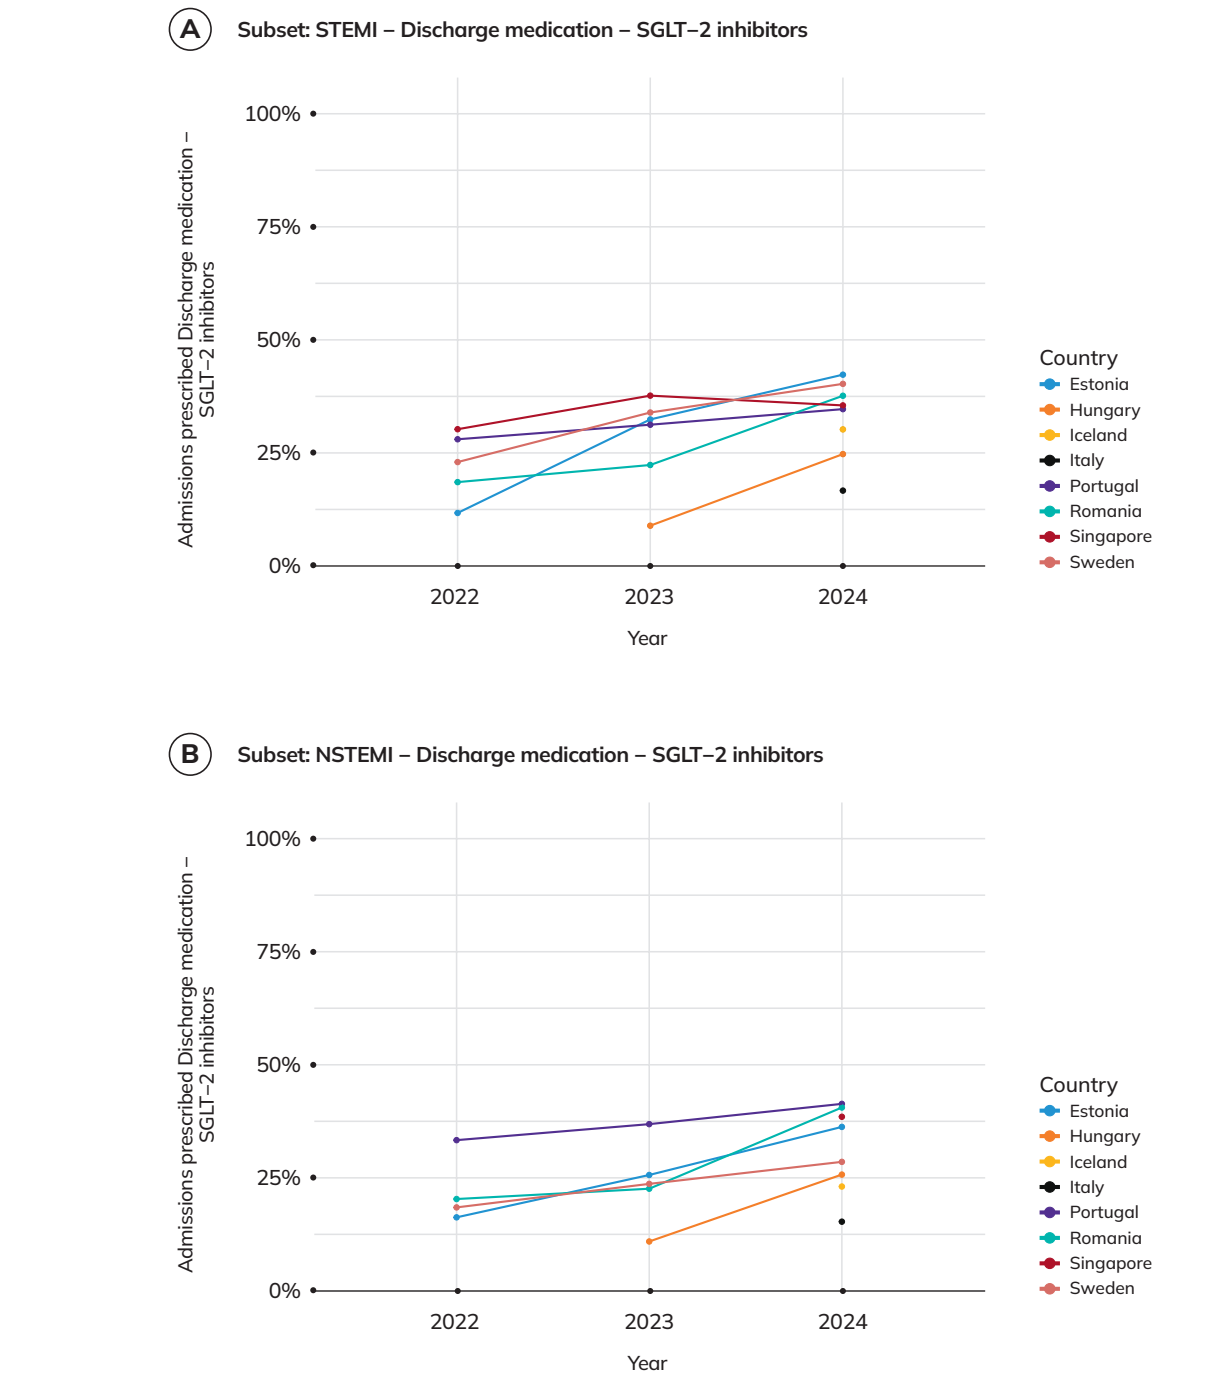 A
Subset: STEMI – Discharge medication – SGLT–2 inhibitors
Admissions prescribed Discharge medication –
SGLT–2 inhibitors
100%
75%
50%
25%
0%
2022
2023
2024
Year
Country
Estonia
Hungary
Iceland
Italy
Portugal
Romania
Singapore
Sweden
B
Subset: NSTEMI – Discharge medication – SGLT–2 inhibitors
Admissions prescribed Discharge medication –
SGLT–2 inhibitors
100%
75%
50%
25%
0%
2022
2023
2024
Year
Country
Estonia
Hungary
Iceland
Italy
Portugal
Romania
Singapore
Sweden